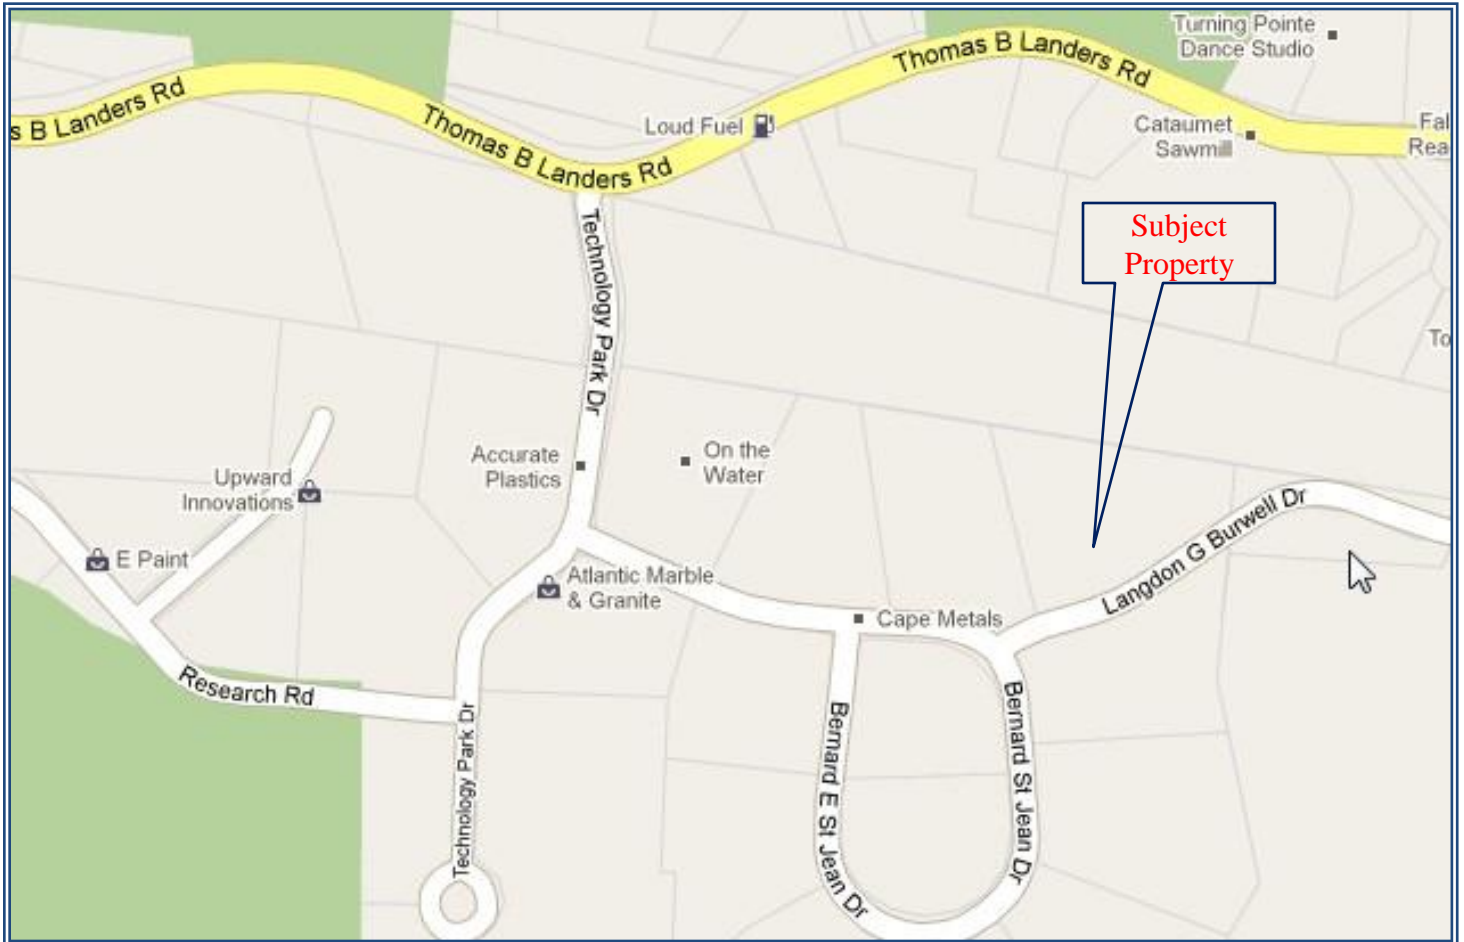 Turning Pointe
Dance Studio
Thomas B Landers Rd
s B Landers Rd
Thomas B Landers Rd
Loud Fuel
Cataumet
Sawmill
Fal
Rea
Subject
Property
Technology Park Dr
To
Accurate
Plastics
On the
Water
Upward
Innovations
Langdon G Burwell Dr
E Paint
Atlantic Marble
& Granite
Cape Metals
Research Rd
Technology Park Dr
Bernard E St Jean Dr
Bernard St Jean Dr